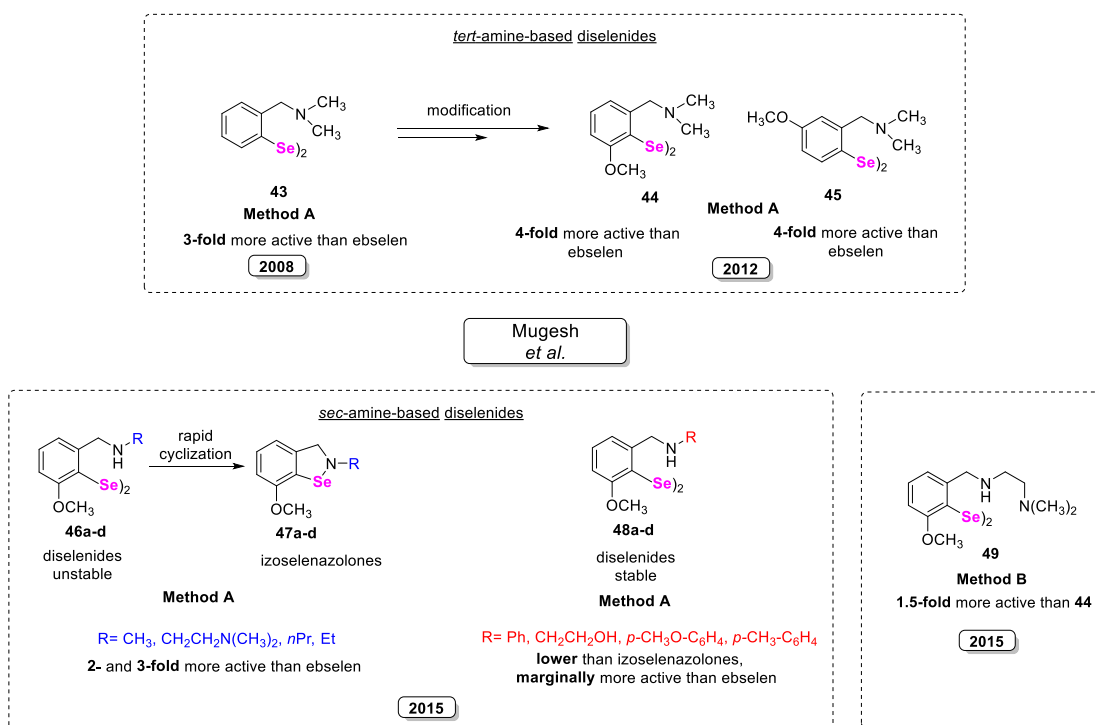 tert-amine-based diselenides
CH3
N
CH3
Se)2
43
Method A
3-fold more active than ebselen
2008
modification
CH3
N
CH3
Se)2
OCH3
44
4-fold more active than
ebselen
Method A
2012
CH3O
CH3
N
CH3
Se)2
45
4-fold more active than
ebselen
Mugesh
et al.
sec-amine-based diselenides
R
N
H
Se)2
OCH3
46a-d
diselenides
unstable
rapid
cyclization
N
R
Se
OCH3
47a-d
izoselenazolones
Method A
R= CH3, CH2CH2N(CH3)2, nPr, Et
2- and 3-fold more active than ebselen
R
N
H
Se)2
OCH3
48a-d
diselenides
stable
Method A
R= Ph, CH2CH2OH, p-CH3O-C6H4, p-CH3-C6H4
lower than izoselenazolones,
marginally more active than ebselen
2015
N
H
N(CH3)2
Se)2
OCH3
49
Method B
1.5-fold more active than 44
2015